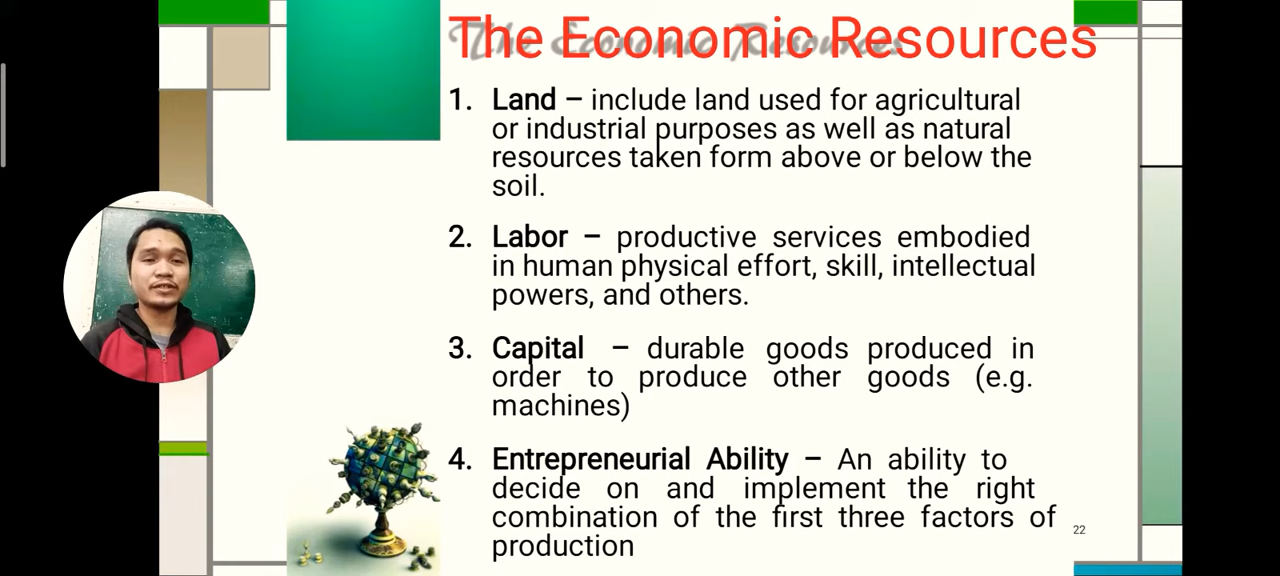 The Economic Resources
1. Land – include land used for agricultural
or industrial purposes as well as natural
resources taken form above or below the
soil.
2. Labor – productive services embodied
in human physical effort, skill, intellectual
powers, and others.
3. Capital – durable goods produced in
order to produce other goods (e.g.
machines)
4. Entrepreneurial Ability – An ability to
decide on and implement the right
combination of the first three factors of
production
22